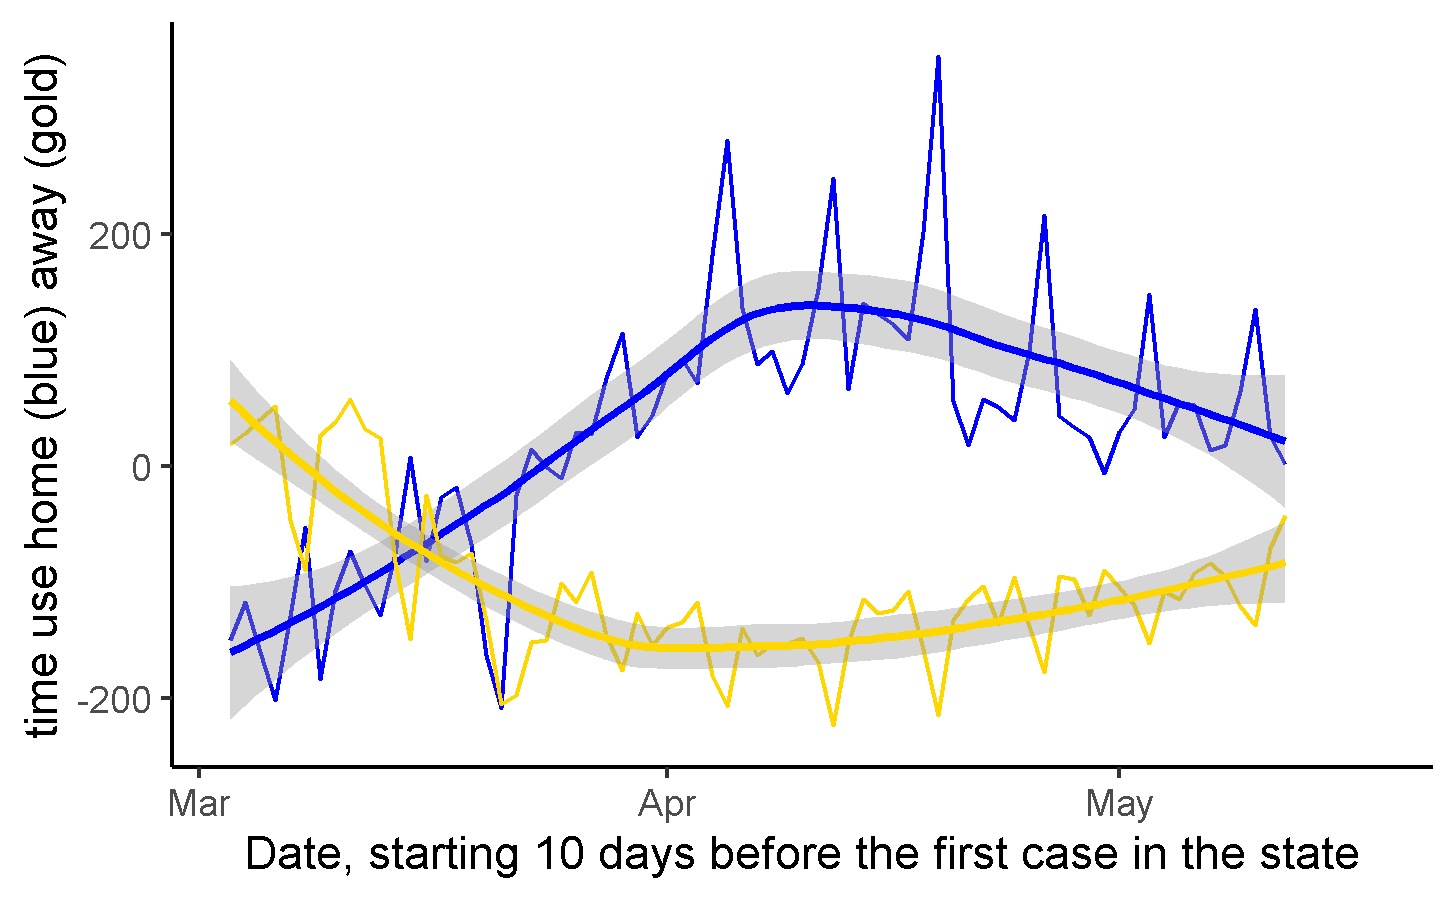 time use home (blue) away (gold)
200
0
-200
Mar
Apr
May
Date, starting 10 days before the first case in the state